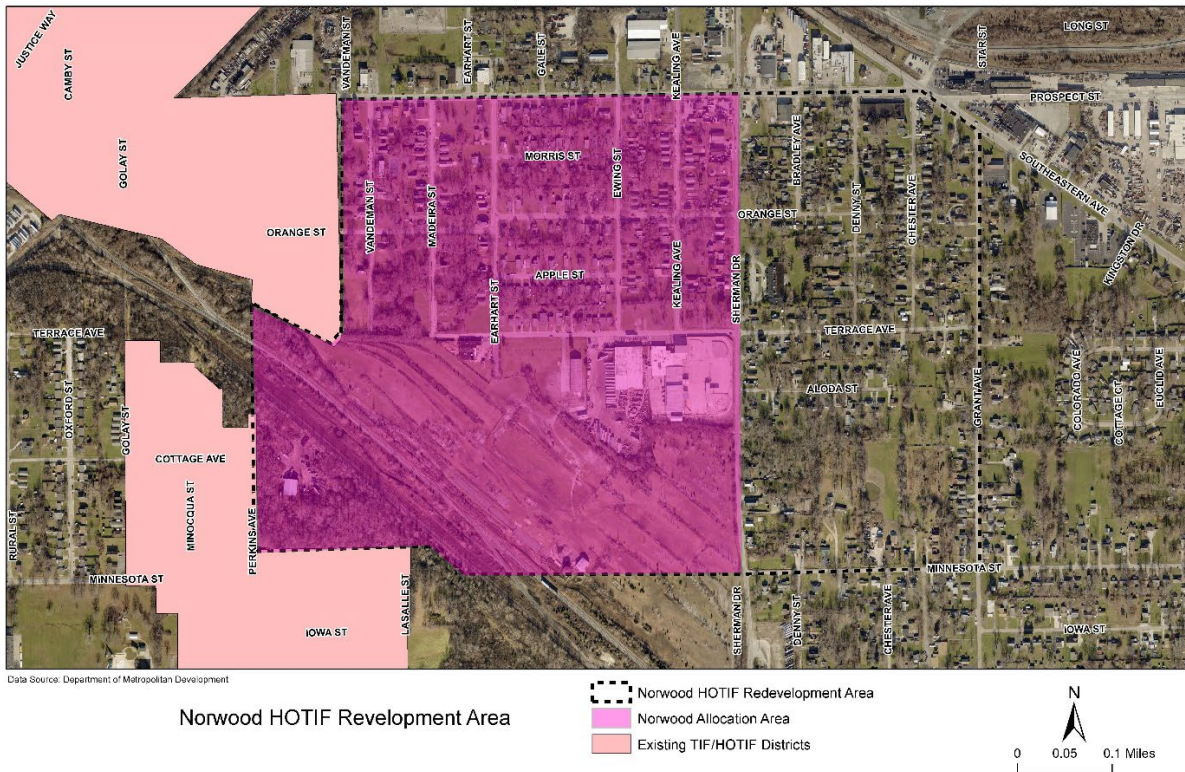 JUSTICE WAY
CAMBY ST
GOLAY ST
VANDEMAN ST
EARHART ST
GALE ST
KEALING AVE
STAR ST
LONG ST
PROSPECT ST
MORRIS ST
EWING ST
BRADLEY AVE
SOUTHEASTERN AVE
ORANGE ST
VANDEMAN ST
MADEIRA ST
ORANGE ST
DENNY ST
CHESTER AVE
KINGSTON DR
APPLE ST
KEALING AVE
EARHART ST
SHERMAN DR
TERRACE AVE
TERRACE AVE
OXFORD ST
GOLAY ST
ALODA ST
GRANT AVE
COLORADO AVE
COTTAGE CT
EUCLID AVE
COTTAGE AVE
MINOCQUA ST
RURAL ST
PERKINS AVE
MINNESOTA ST
MINNESOTA ST
LASALLE ST
IOWA ST
SHERMAN DR
DENNY ST
CHESTER AVE
IOWA ST
Data Source: Department of Metropolitan Development
Norwood HOTIF Revelopment Area
Norwood HOTIF Redevelopment Area
Norwood Allocation Area
Existing TIF/HOTIF Districts
N
0 0.05 0.1 Miles